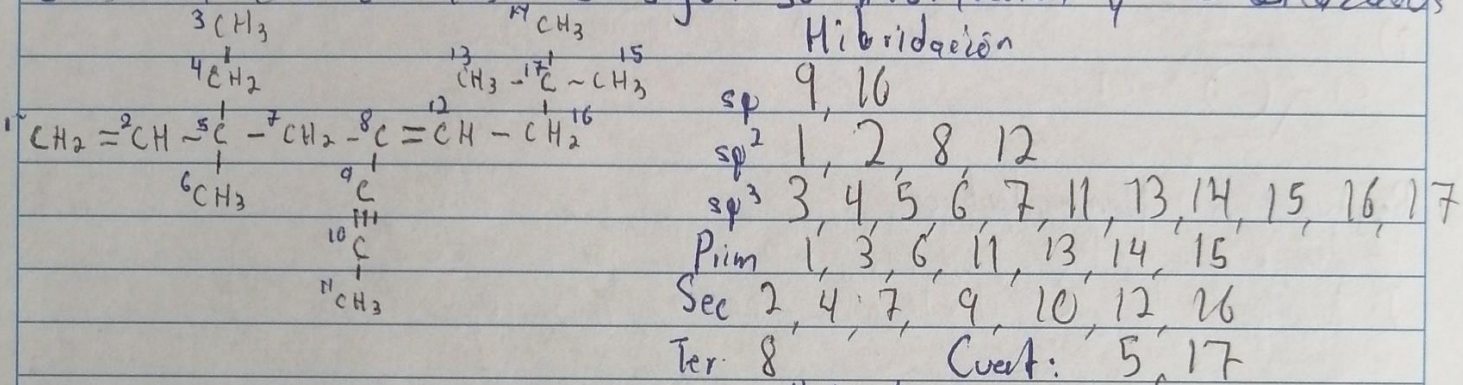 ³CH₃ ¹⁴CH₃ Hibridación
⁴CH₂ ¹³CH₃ - ¹⁷C - CH₃ ¹⁵
sp 9, 10
¹CH₂ = ²CH - ⁵C - ⁷CH₂ - ⁸C = ¹²CH - CH₂ ¹⁶
sp² 1, 2, 8, 12
⁶CH₃ ⁹C
sp³ 3, 4, 5, 6, 7, 11, 13, 14, 15, 16, 17
≡
¹⁰C
Prim 1, 3, 6, 11, 13, 14, 15
¹¹CH₃
Sec 2, 4, 7, 9, 10, 12, 16
Ter. 8 Cuat: 5, 17